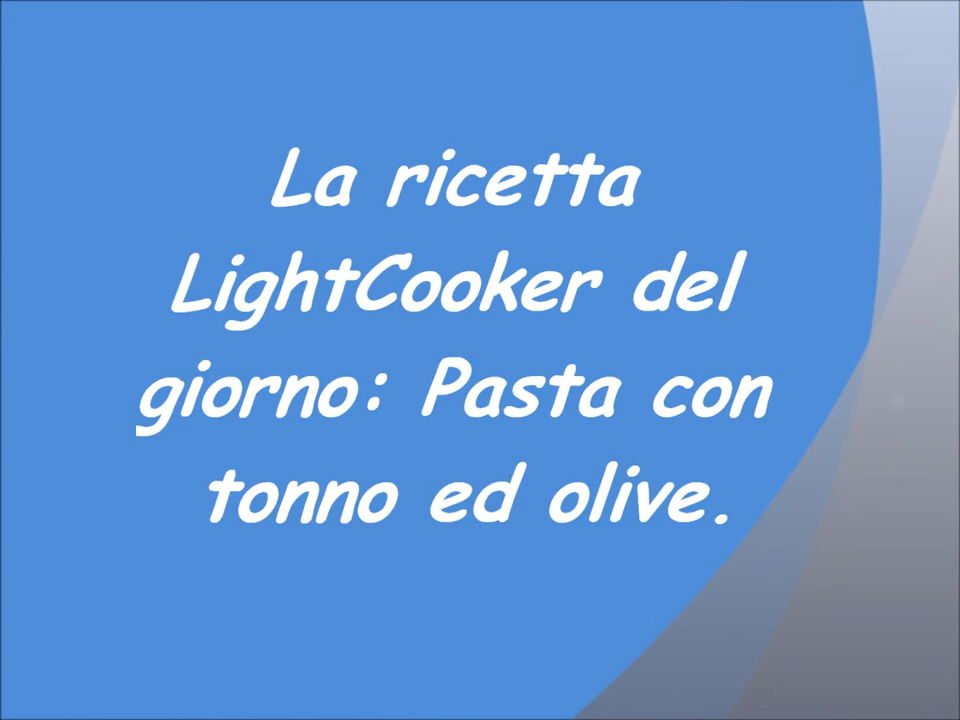 La ricetta
LightCooker del
giorno: Pasta con
tonno ed olive.